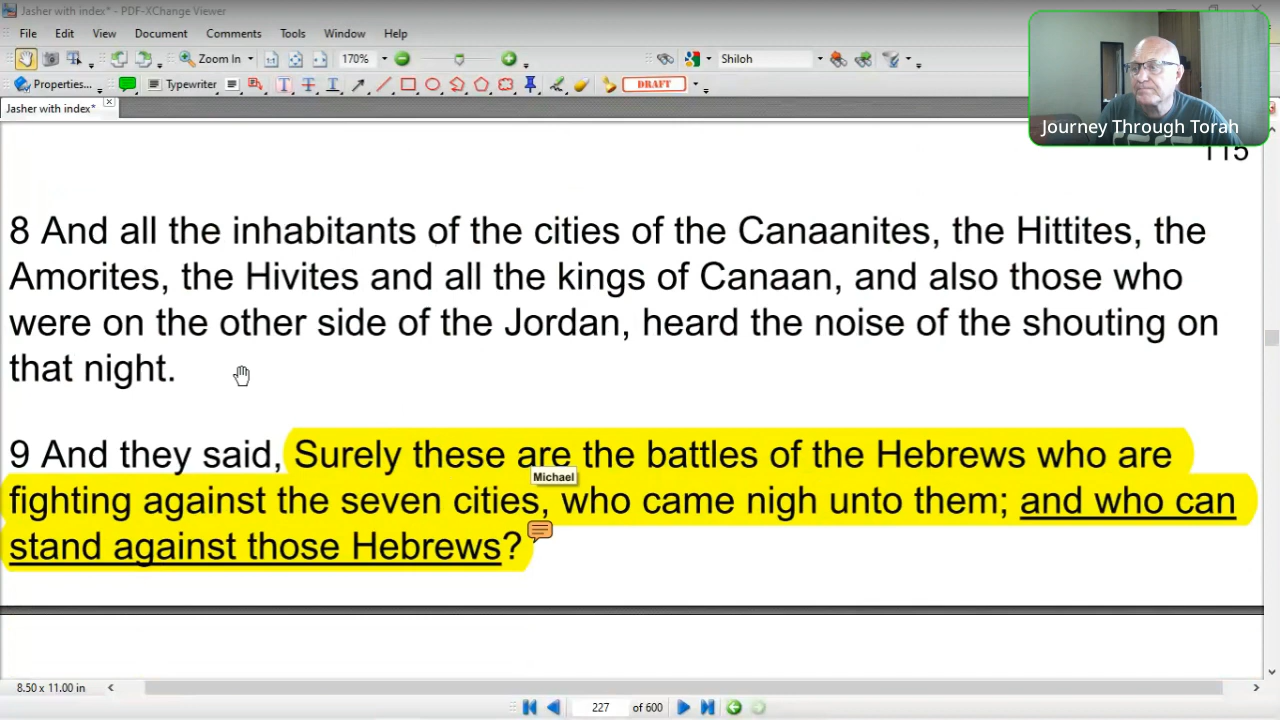 Jasher with index* - PDF-XChange Viewer
File Edit View Document Comments Tools Window Help
Zoom In 170% Shiloh
Properties... Typewriter DRAFT
Jasher with index*
Journey Through Torah
115
8 And all the inhabitants of the cities of the Canaanites, the Hittites, the
Amorites, the Hivites and all the kings of Canaan, and also those who
were on the other side of the Jordan, heard the noise of the shouting on
that night.
9 And they said, Surely these are the battles of the Hebrews who are
Michael
fighting against the seven cities, who came nigh unto them; and who can
stand against those Hebrews?
8.50 x 11.00 in
227 of 600